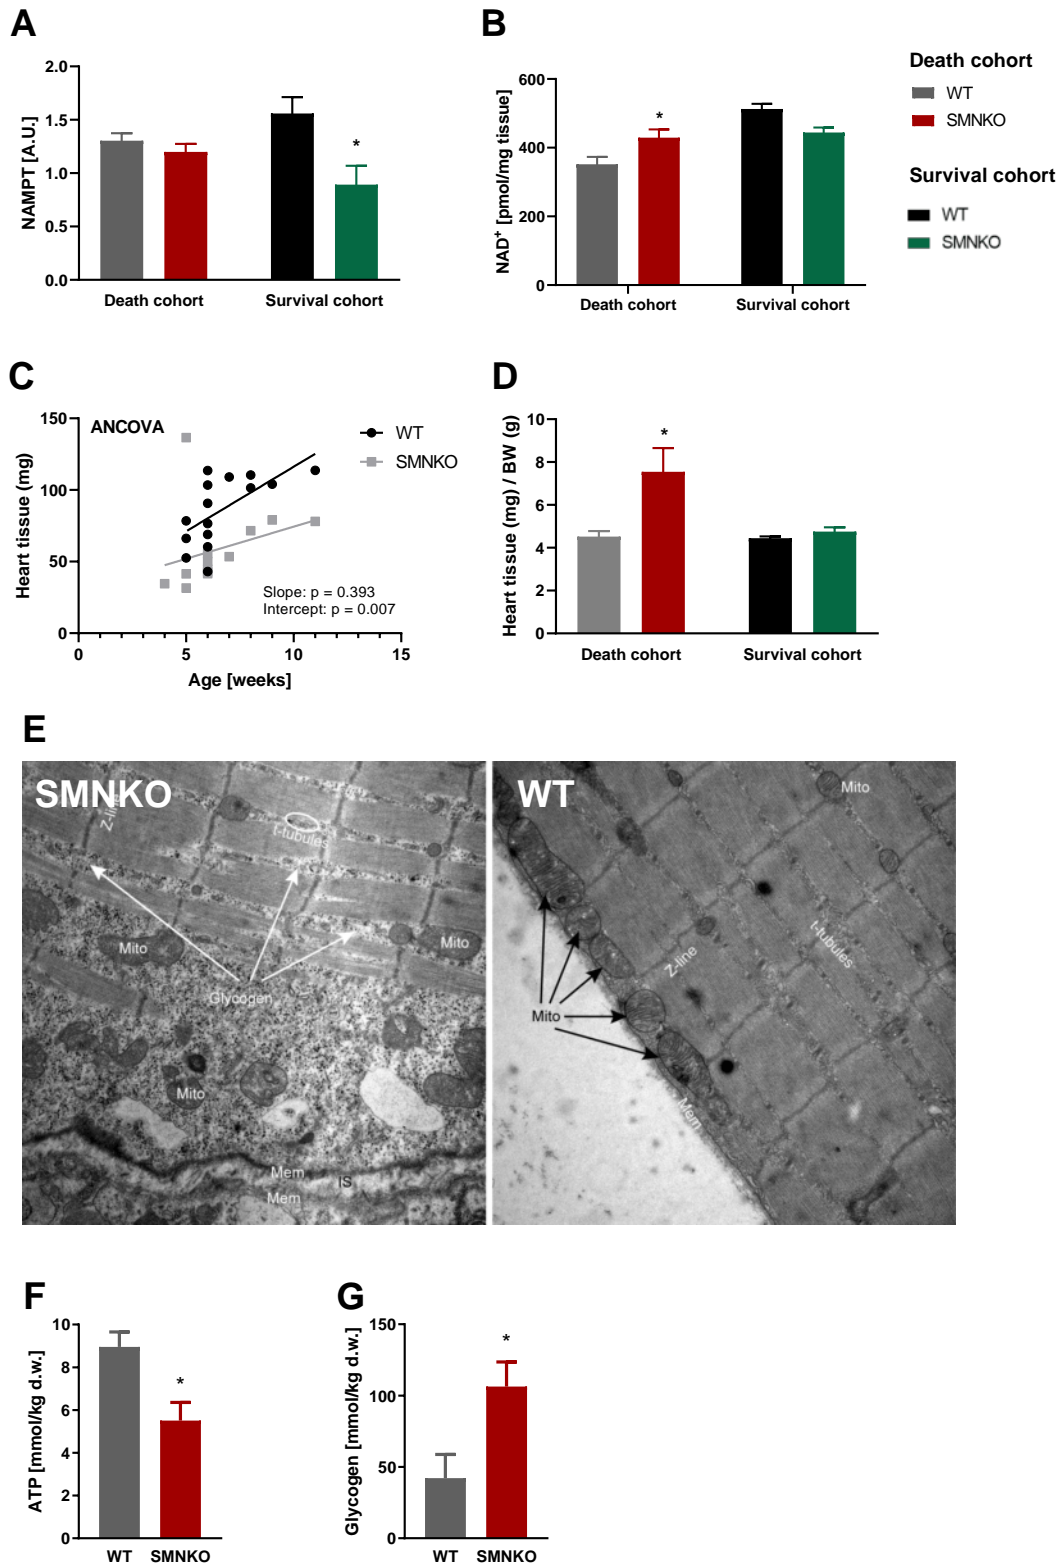 A
NAMPT [A.U.]
2.0
1.5
1.0
0.5
0.0
*
Death cohort
Survival cohort
B
NAD+ [pmol/mg tissue]
600
400
200
0
*
Death cohort
Survival cohort
Death cohort
WT
SMNKO
Survival cohort
WT
SMNKO
C
Heart tissue (mg)
150
100
50
0
ANCOVA
WT
SMNKO
Slope: p = 0.393
Intercept: p = 0.007
0
5
10
15
Age [weeks]
D
Heart tissue (mg) / BW (g)
10
8
6
4
2
0
*
Death cohort
Survival cohort
E
SMNKO
Z-line
t-tubules
Mito
Mito
Glycogen
Mito
Mem
IS
Mem
WT
Mito
t-tubules
Z-line
Mito
Mem
F
ATP [mmol/kg d.w.]
10
8
6
4
2
0
*
WT
SMNKO
G
Glycogen [mmol/kg d.w.]
150
100
50
0
*
WT
SMNKO